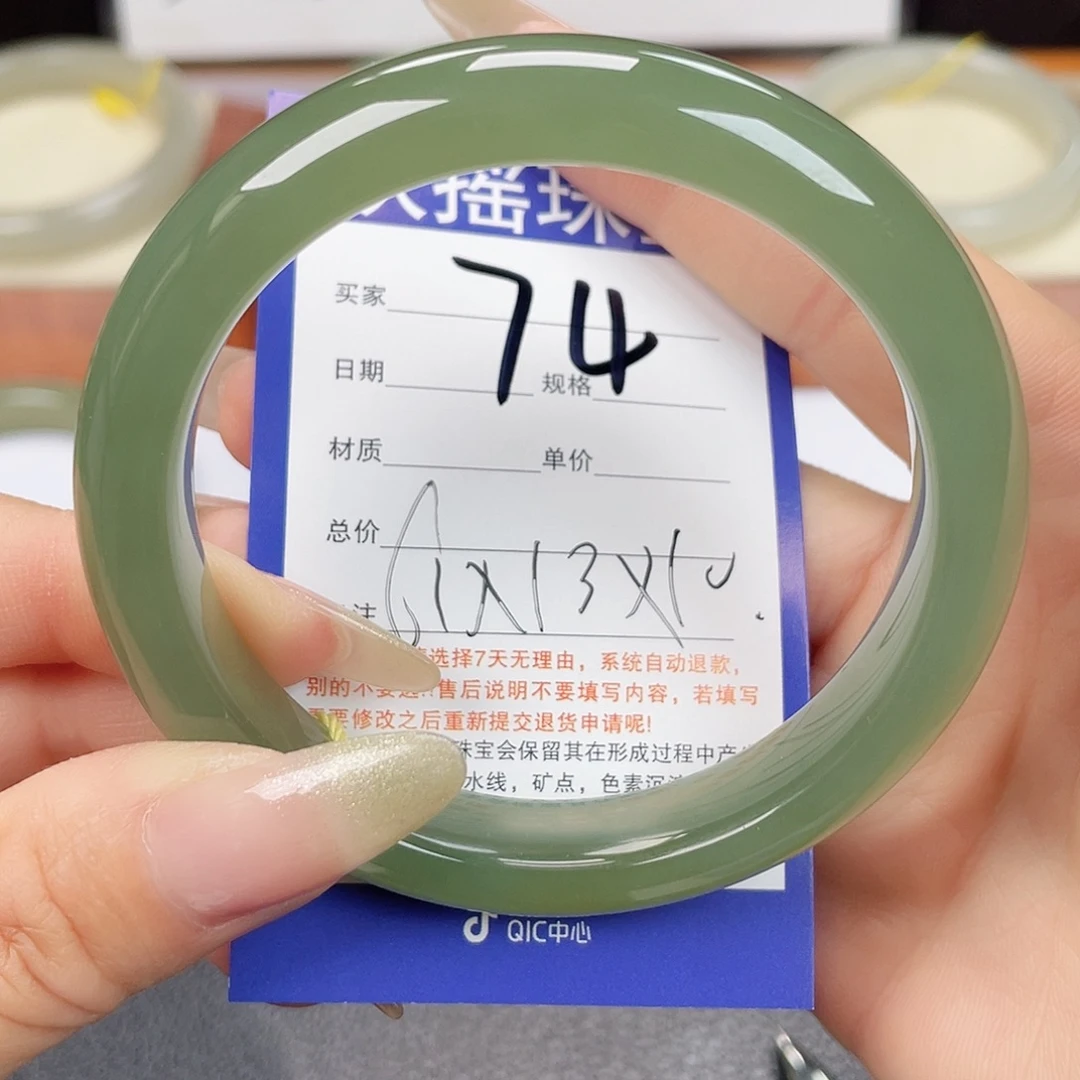 摇珠
买家
74
日期 规格
材质 单价
总价
61X13X10
注
选择7天无理由，系统自动退款，
别的不要选!!售后说明不要填写内容，若填写
需要修改之后重新提交退货申请呢!
珠宝会保留其在形成过程中产
水线，矿点，色素沉
QIC中心